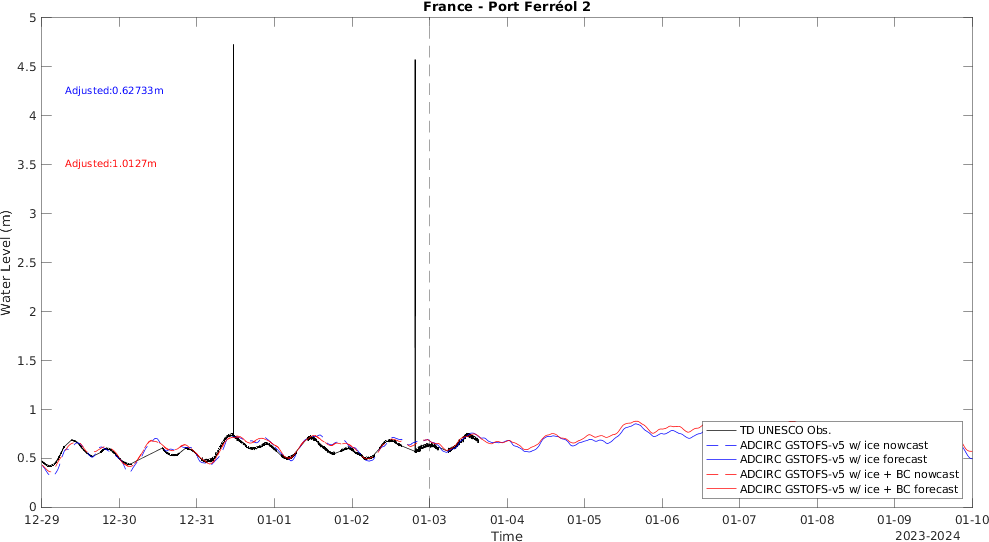 France - Port Ferréol 2
Adjusted:0.62733m
Adjusted:1.0127m
Water Level (m)
5
4.5
4
3.5
3
2.5
2
1.5
1
0.5
0
TD UNESCO Obs.
ADCIRC GSTOFS-v5 w/ ice nowcast
ADCIRC GSTOFS-v5 w/ ice forecast
ADCIRC GSTOFS-v5 w/ ice + BC nowcast
ADCIRC GSTOFS-v5 w/ ice + BC forecast
12-29 12-30 12-31 01-01 01-02 01-03 01-04 01-05 01-06 01-07 01-08 01-09 01-10
Time
2023-2024